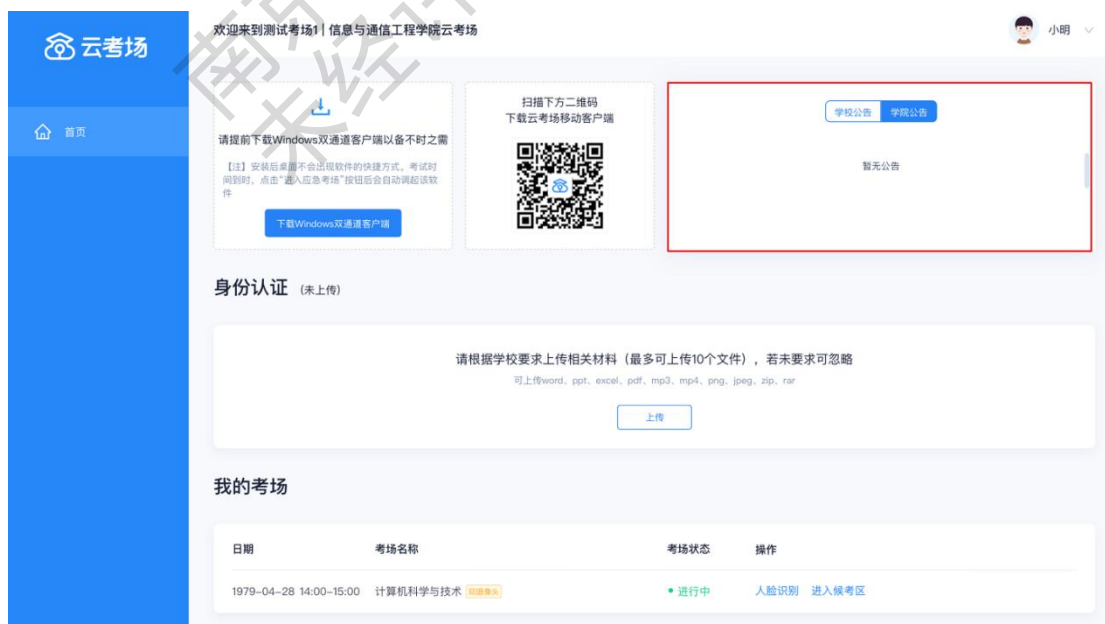 云考场
首页
欢迎来到测试考场1 | 信息与通信工程学院云考场
小明
请提前下载Windows双通道客户端以备不时之需
【注】安装后桌面不会出现软件的快捷方式。考试时
间到时，点击“进入应急考场”按钮后会自动调起该软
件
下载Windows双通道客户端
扫描下方二维码
下载云考场移动客户端
学校公告 学院公告
暂无公告
身份认证 (未上传)
请根据学校要求上传相关材料（最多可上传10个文件），若未要求可忽略
可上传word、ppt、excel、pdf、mp3、mp4、png、jpeg、zip、rar
上传
我的考场
日期 考场名称 考场状态 操作
1979-04-28 14:00-15:00 计算机科学与技术 双摄像头 进行中 人脸识别 进入候考区
未经